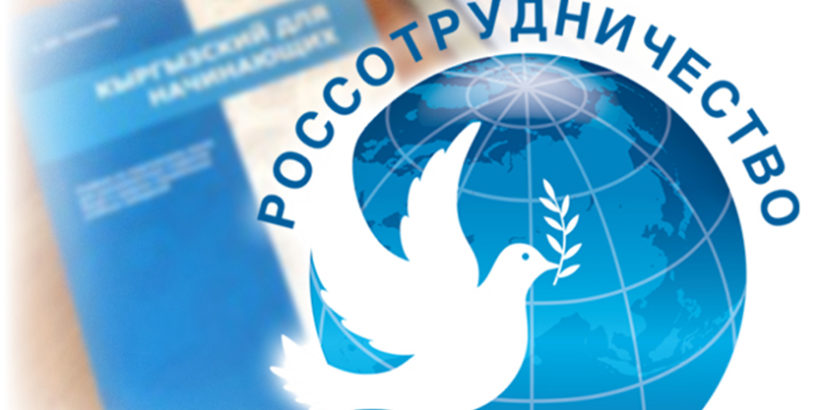 КЫРГЫЗСКИЙ ДЛЯ
НАЧИНАЮЩИХ
РОССОТРУДНИЧЕСТВО